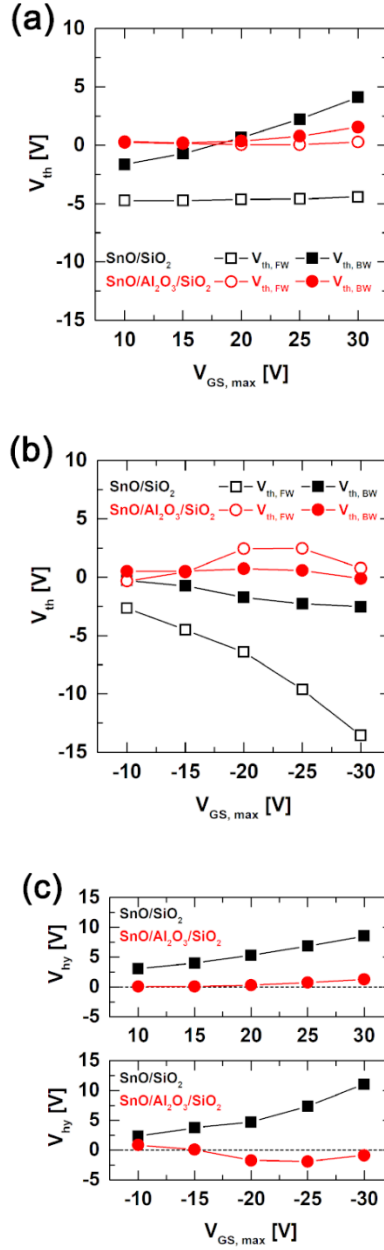 (a)
10
5
0
-5
-10
-15
V_th [V]
SnO/SiO₂ V_th, FW V_th, BW
SnO/Al₂O₃/SiO₂ V_th, FW V_th, BW
10 15 20 25 30
V_GS, max [V]
(b)
10
5
0
-5
-10
-15
V_th [V]
SnO/SiO₂ V_th, FW V_th, BW
SnO/Al₂O₃/SiO₂ V_th, FW V_th, BW
-10 -15 -20 -25 -30
V_GS, max [V]
(c)
15
10
5
0
-5
V_hy [V]
SnO/SiO₂
SnO/Al₂O₃/SiO₂
10 15 20 25 30
15
10
5
0
-5
V_hy [V]
SnO/SiO₂
SnO/Al₂O₃/SiO₂
-10 -15 -20 -25 -30
V_GS, max [V]